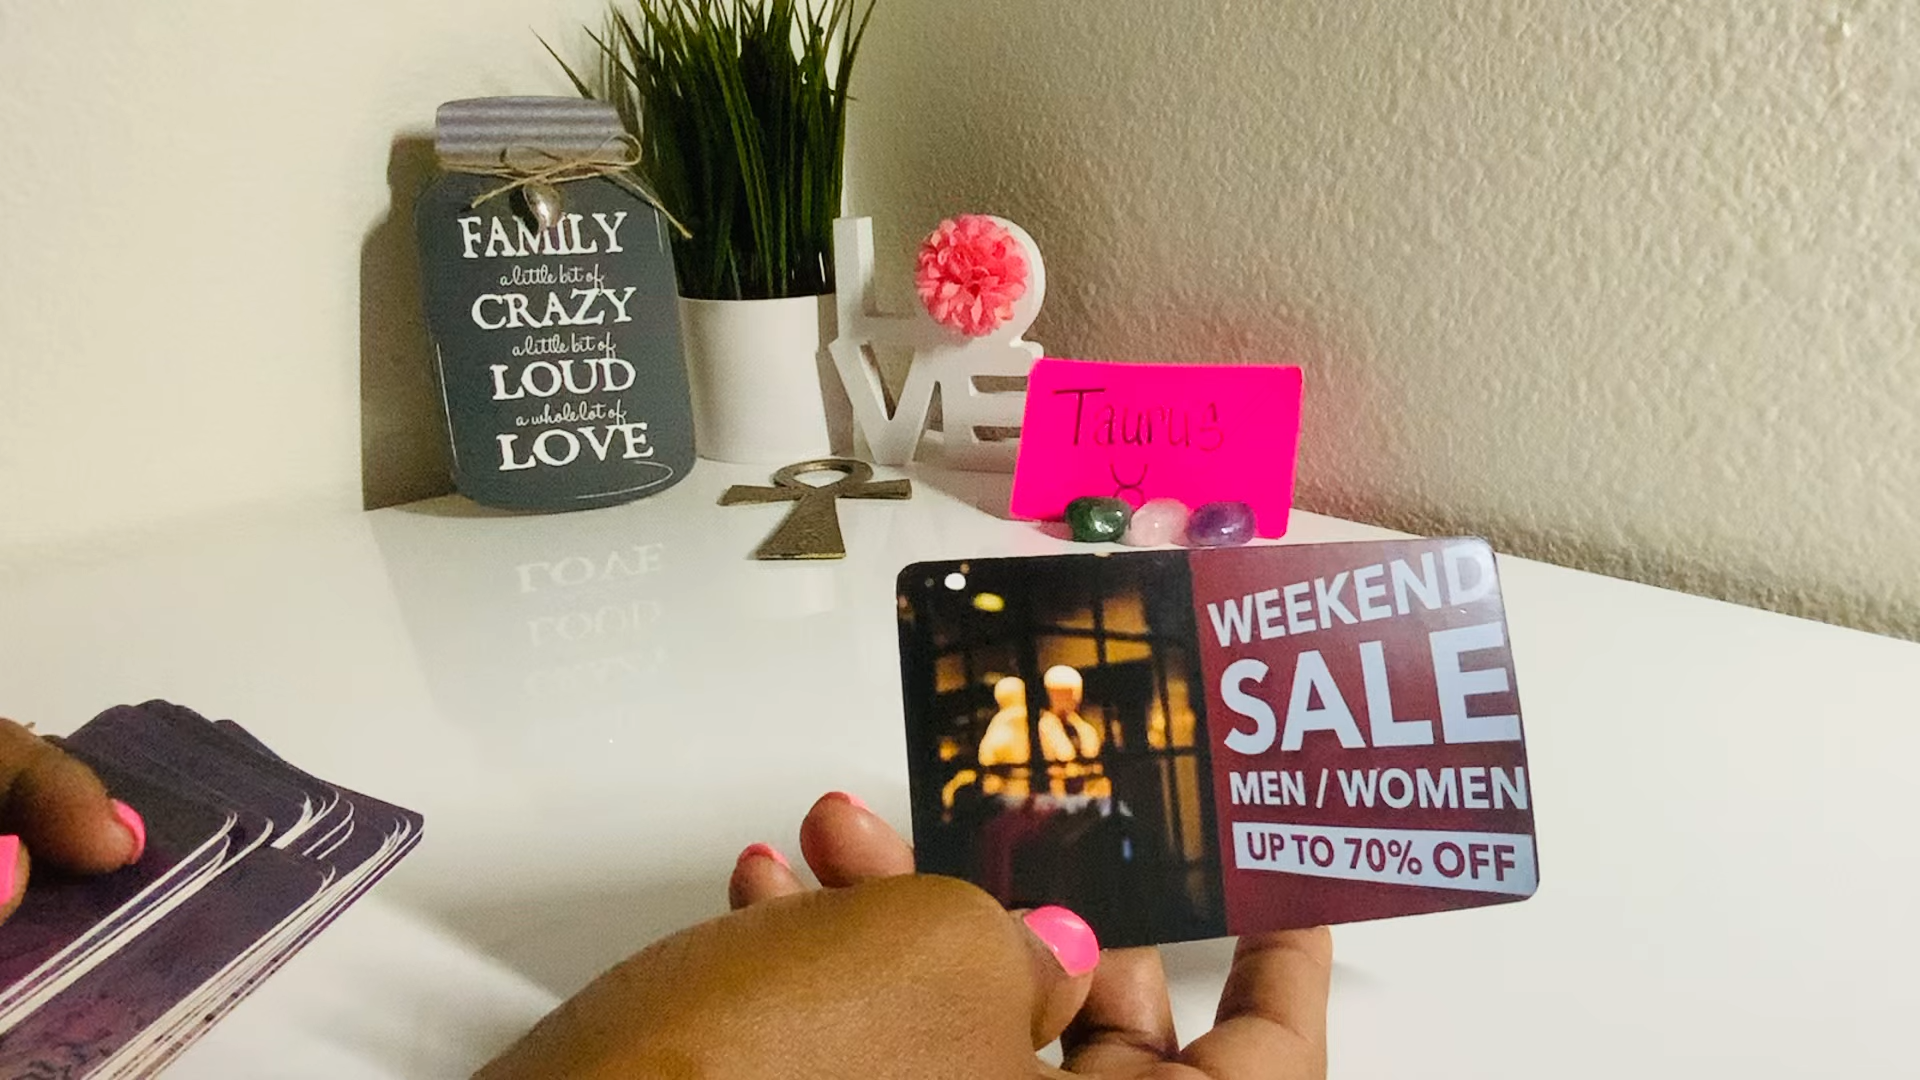 FAMILY
a little bit of
CRAZY
a little bit of
LOUD
a whole lot of
LOVE
LOVE
Taurus
♉
WEEKEND
SALE
MEN / WOMEN
UP TO 70% OFF